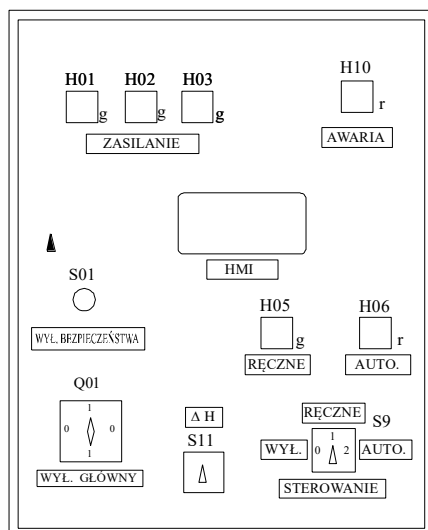 H01 H02 H03 H10
g g g r
ZASILANIE AWARIA
HMI
S01
H05 H06
g r
WYŁ. BEZPIECZEŃSTWA
RĘCZNE AUTO.
Q01
Δ H
RĘCZNE
S9
S11
1
0 0
1
WYŁ. 0 1 2 AUTO.
WYŁ. GŁÓWNY
STEROWANIE